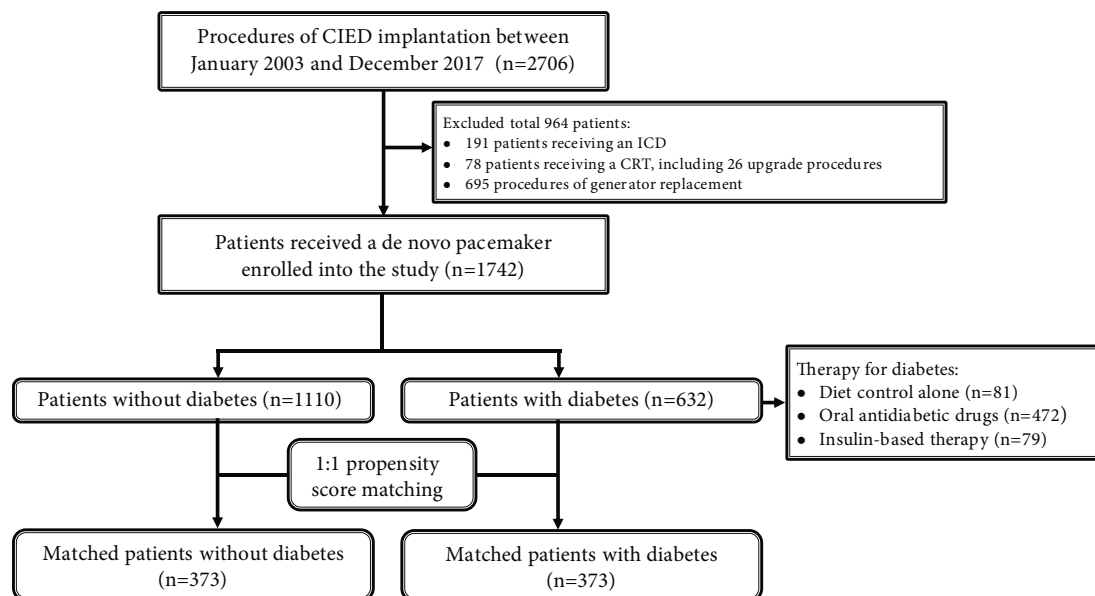 Procedures of CIED implantation between
January 2003 and December 2017 (n=2706)
Excluded total 964 patients:
● 191 patients receiving an ICD
● 78 patients receiving a CRT, including 26 upgrade procedures
● 695 procedures of generator replacement
Patients received a de novo pacemaker
enrolled into the study (n=1742)
Patients without diabetes (n=1110)
Patients with diabetes (n=632)
Therapy for diabetes:
● Diet control alone (n=81)
● Oral antidiabetic drugs (n=472)
● Insulin-based therapy (n=79)
1:1 propensity
score matching
Matched patients without diabetes
(n=373)
Matched patients with diabetes
(n=373)